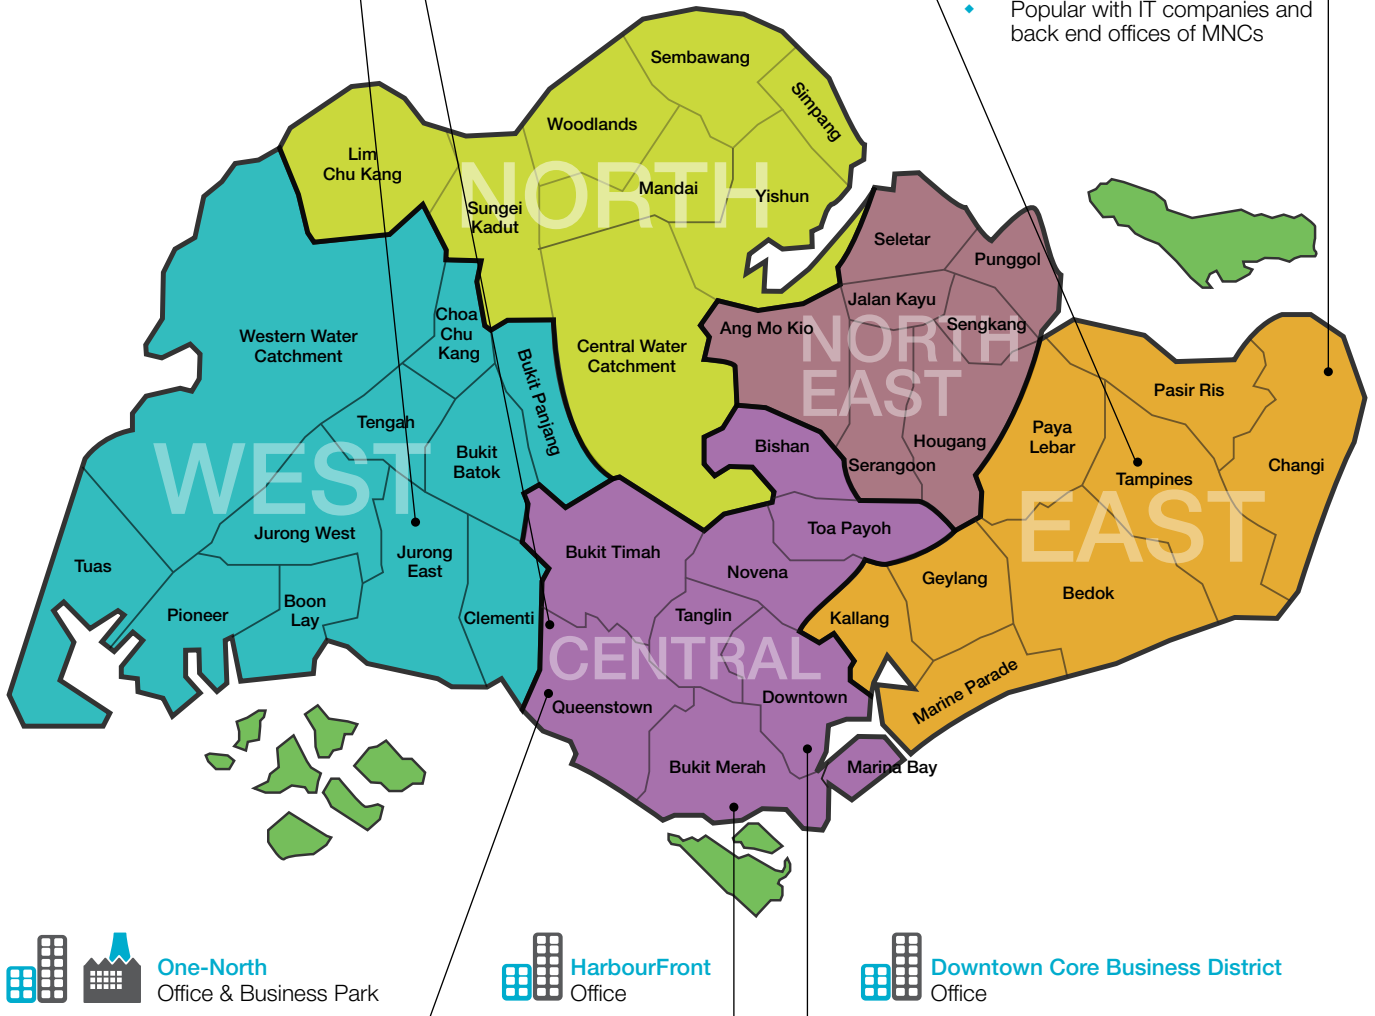 Popular with IT companies and
back end offices of MNCs
Sembawang
Simpang
Woodlands
Lim
Chu Kang
NORTH
Mandai
Yishun
Sungei
Kadut
Seletar
Punggol
Jalan Kayu
Sengkang
Ang Mo Kio
NORTH
EAST
Hougang
Serangoon
Choa
Chu
Kang
Western Water
Catchment
Central Water
Catchment
Bukit Panjang
Tengah
WEST
Bukit
Batok
Jurong West
Jurong
East
Tuas
Pioneer
Boon
Lay
Clementi
Bishan
Toa Payoh
Bukit Timah
Novena
Tanglin
CENTRAL
Queenstown
Downtown
Bukit Merah
Marina Bay
Pasir Ris
Paya
Lebar
Tampines
Changi
EAST
Geylang
Bedok
Kallang
Marine Parade
One-North
Office & Business Park
HarbourFront
Office
Downtown Core Business District
Office